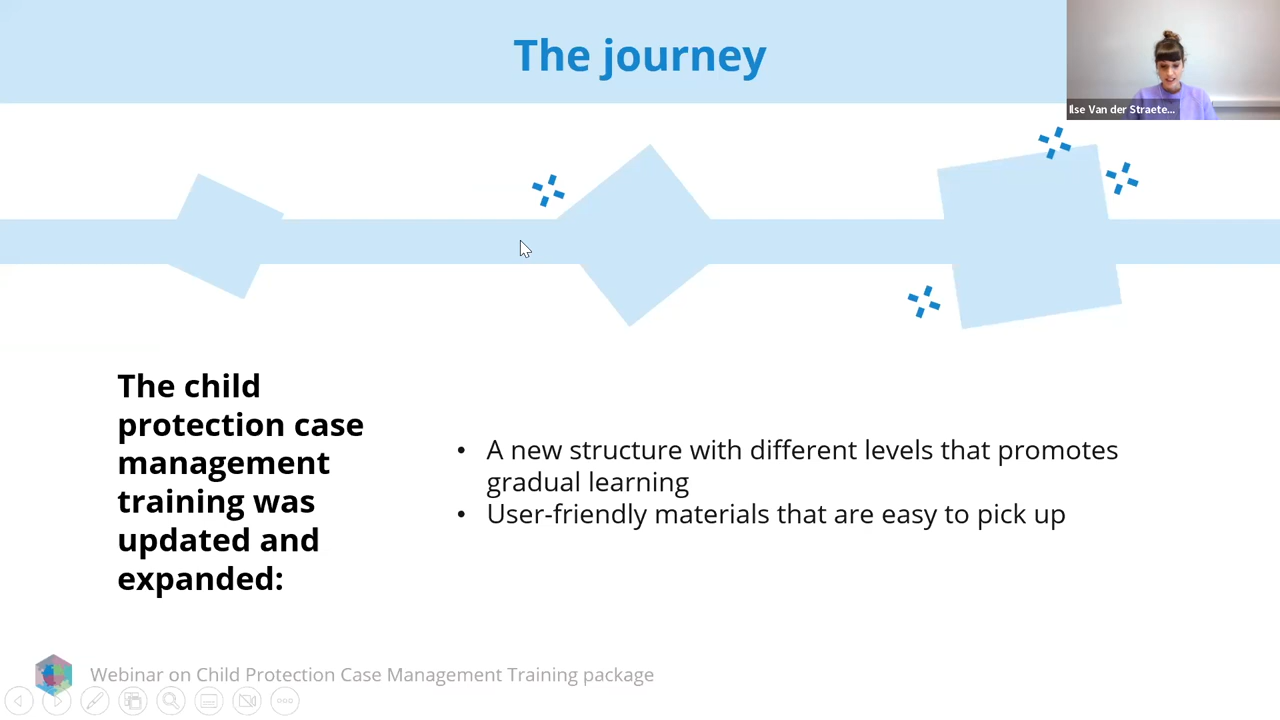 The journey
Ilse Van der Straete...
The child
protection case
management
training was
updated and
expanded:
• A new structure with different levels that promotes
gradual learning
• User-friendly materials that are easy to pick up
Webinar on Child Protection Case Management Training package